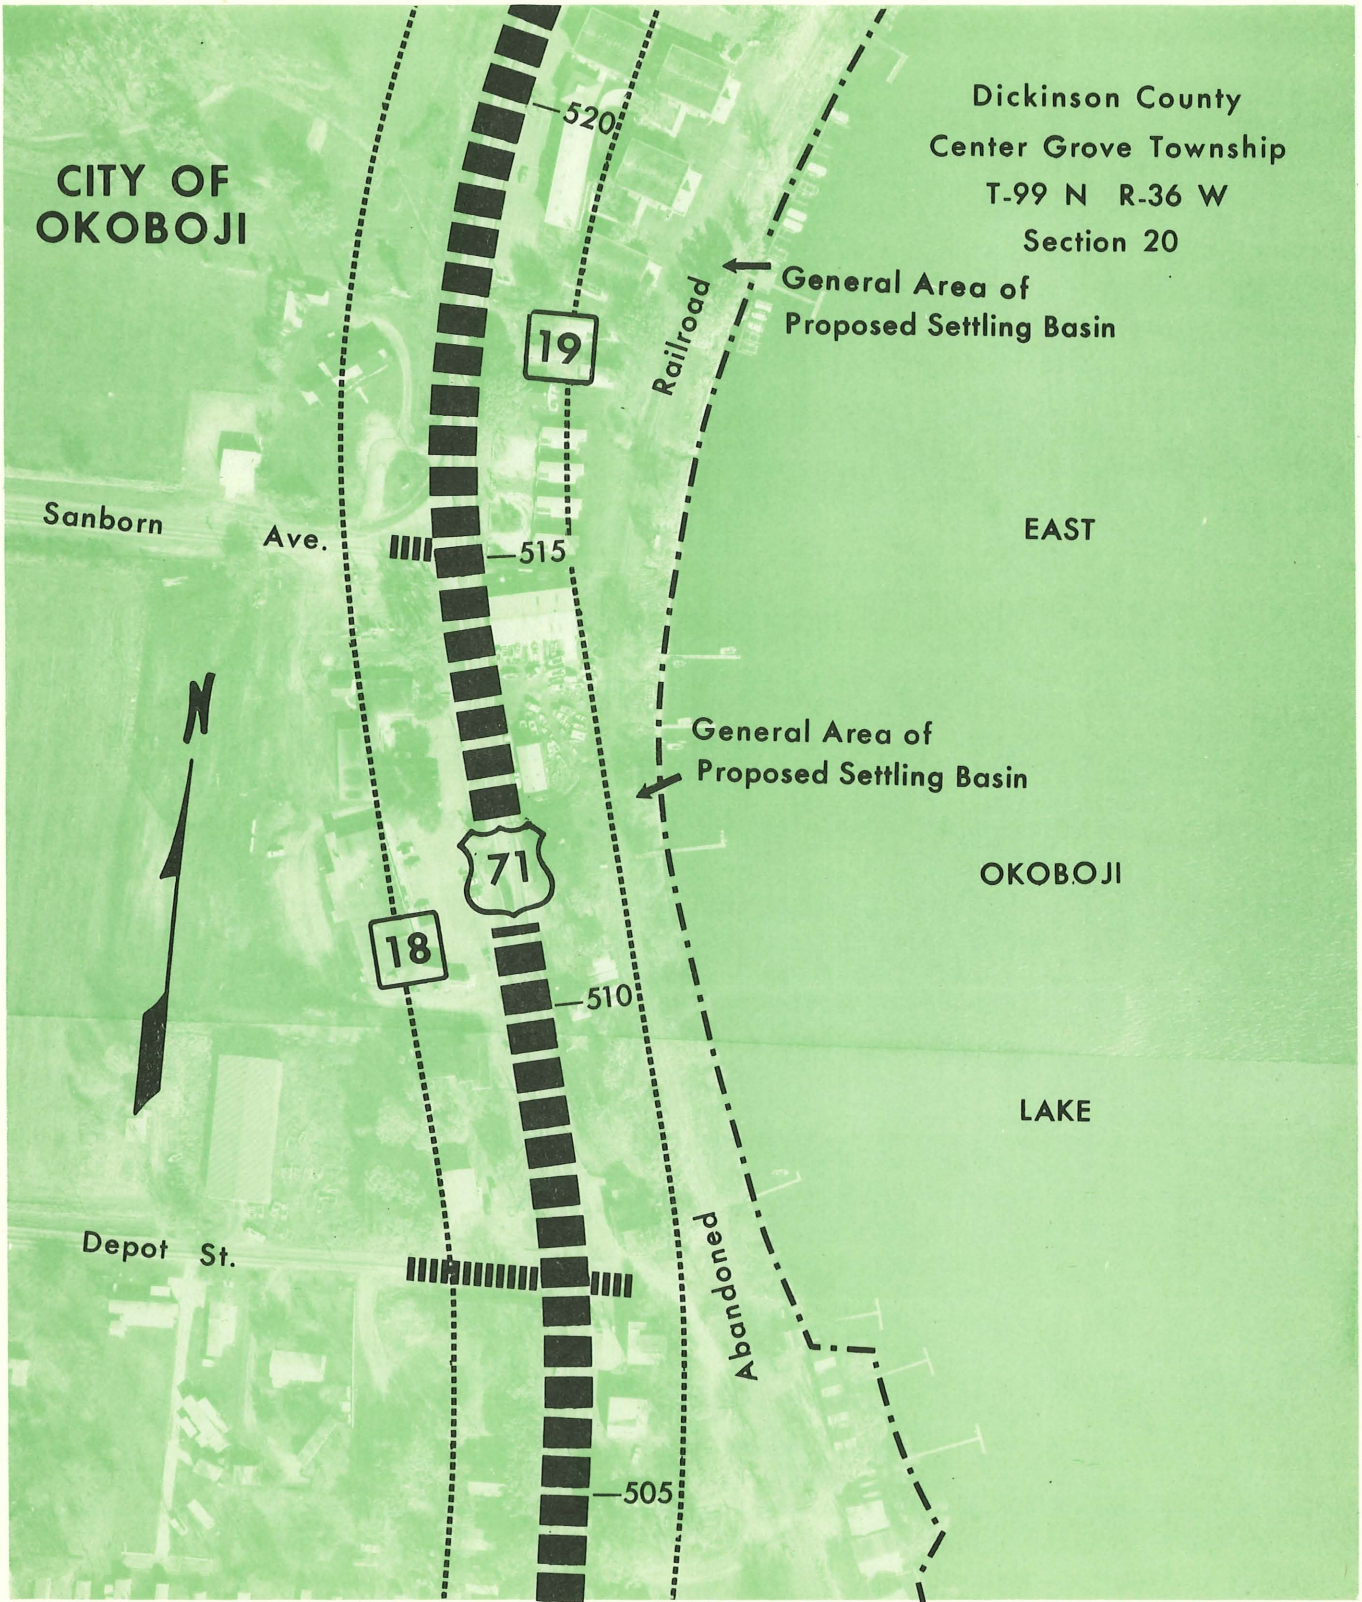 Dickinson County
Center Grove Township
T-99 N R-36 W
Section 20
520
CITY OF
OKOBOJI
General Area of
Proposed Settling Basin
Railroad
19
Sanborn Ave.
515
EAST
N
General Area of
Proposed Settling Basin
71
OKOBOJI
18
510
LAKE
Depot St.
Abandoned
505